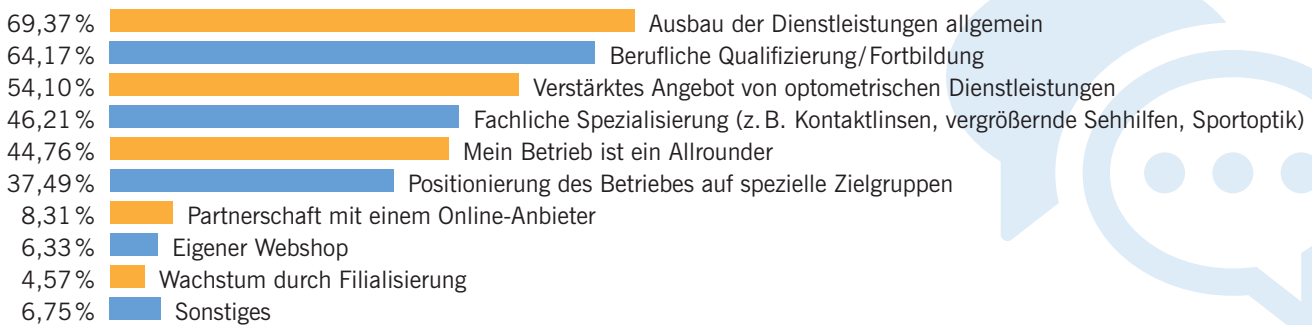 69,37 % Ausbau der Dienstleistungen allgemein
64,17 % Berufliche Qualifizierung/Fortbildung
54,10 % Verstärktes Angebot von optometrischen Dienstleistungen
46,21 % Fachliche Spezialisierung (z. B. Kontaktlinsen, vergrößernde Sehhilfen, Sportoptik)
44,76 % Mein Betrieb ist ein Allrounder
37,49 % Positionierung des Betriebes auf spezielle Zielgruppen
8,31 % Partnerschaft mit einem Online-Anbieter
6,33 % Eigener Webshop
4,57 % Wachstum durch Filialisierung
6,75 % Sonstiges